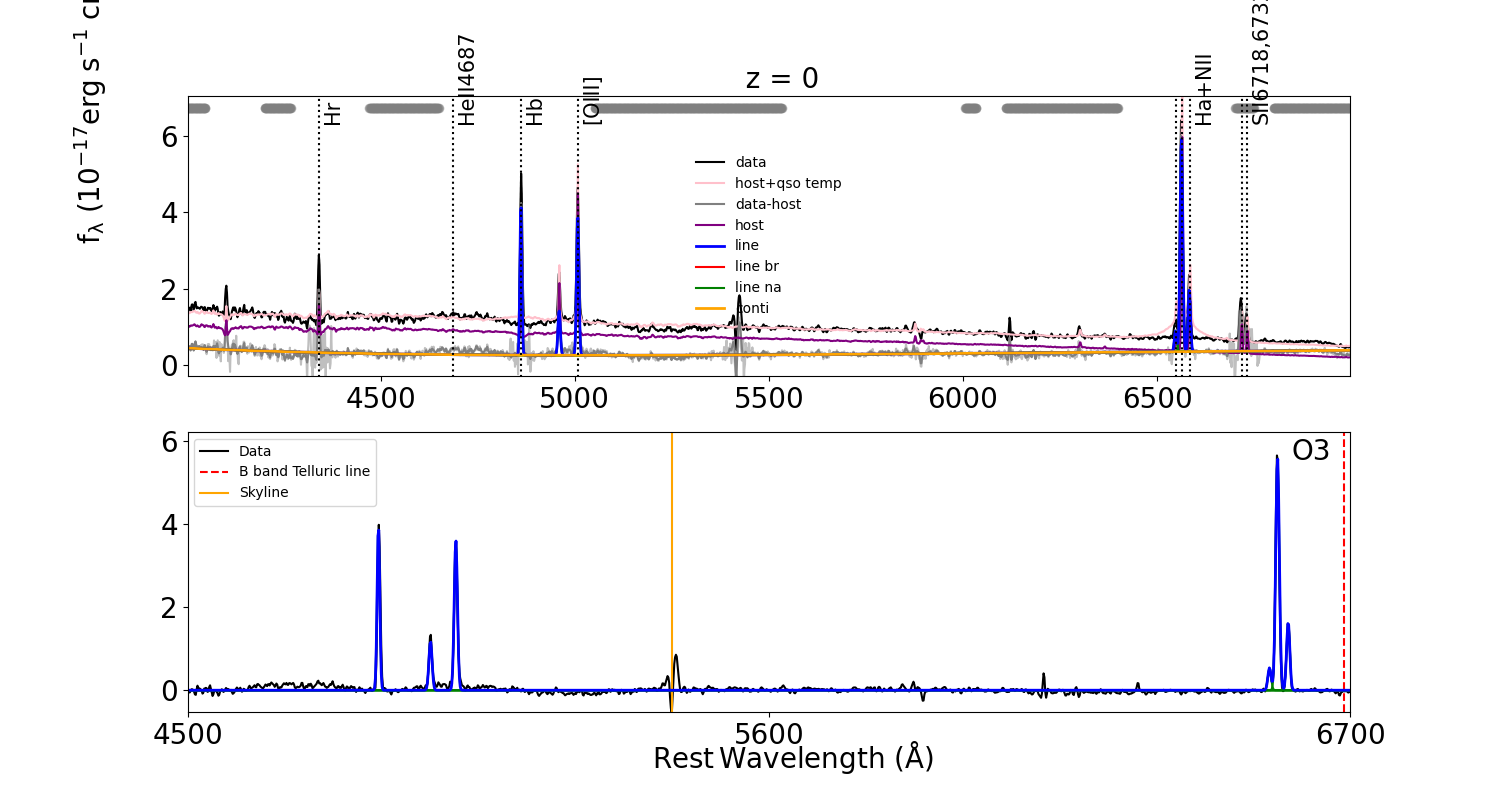 z = 0
f_λ (10^−17 erg s^−1
Hr
HeII4687
Hb
[OIII]
Ha+NII
SII6718,673
6
4
2
0
data
host+qso temp
data-host
host
line
line br
line na
conti
4500
5000
5500
6000
6500
6
4
2
0
Data
B band Telluric line
Skyline
O3
4500
5600
6700
Rest Wavelength (Å)